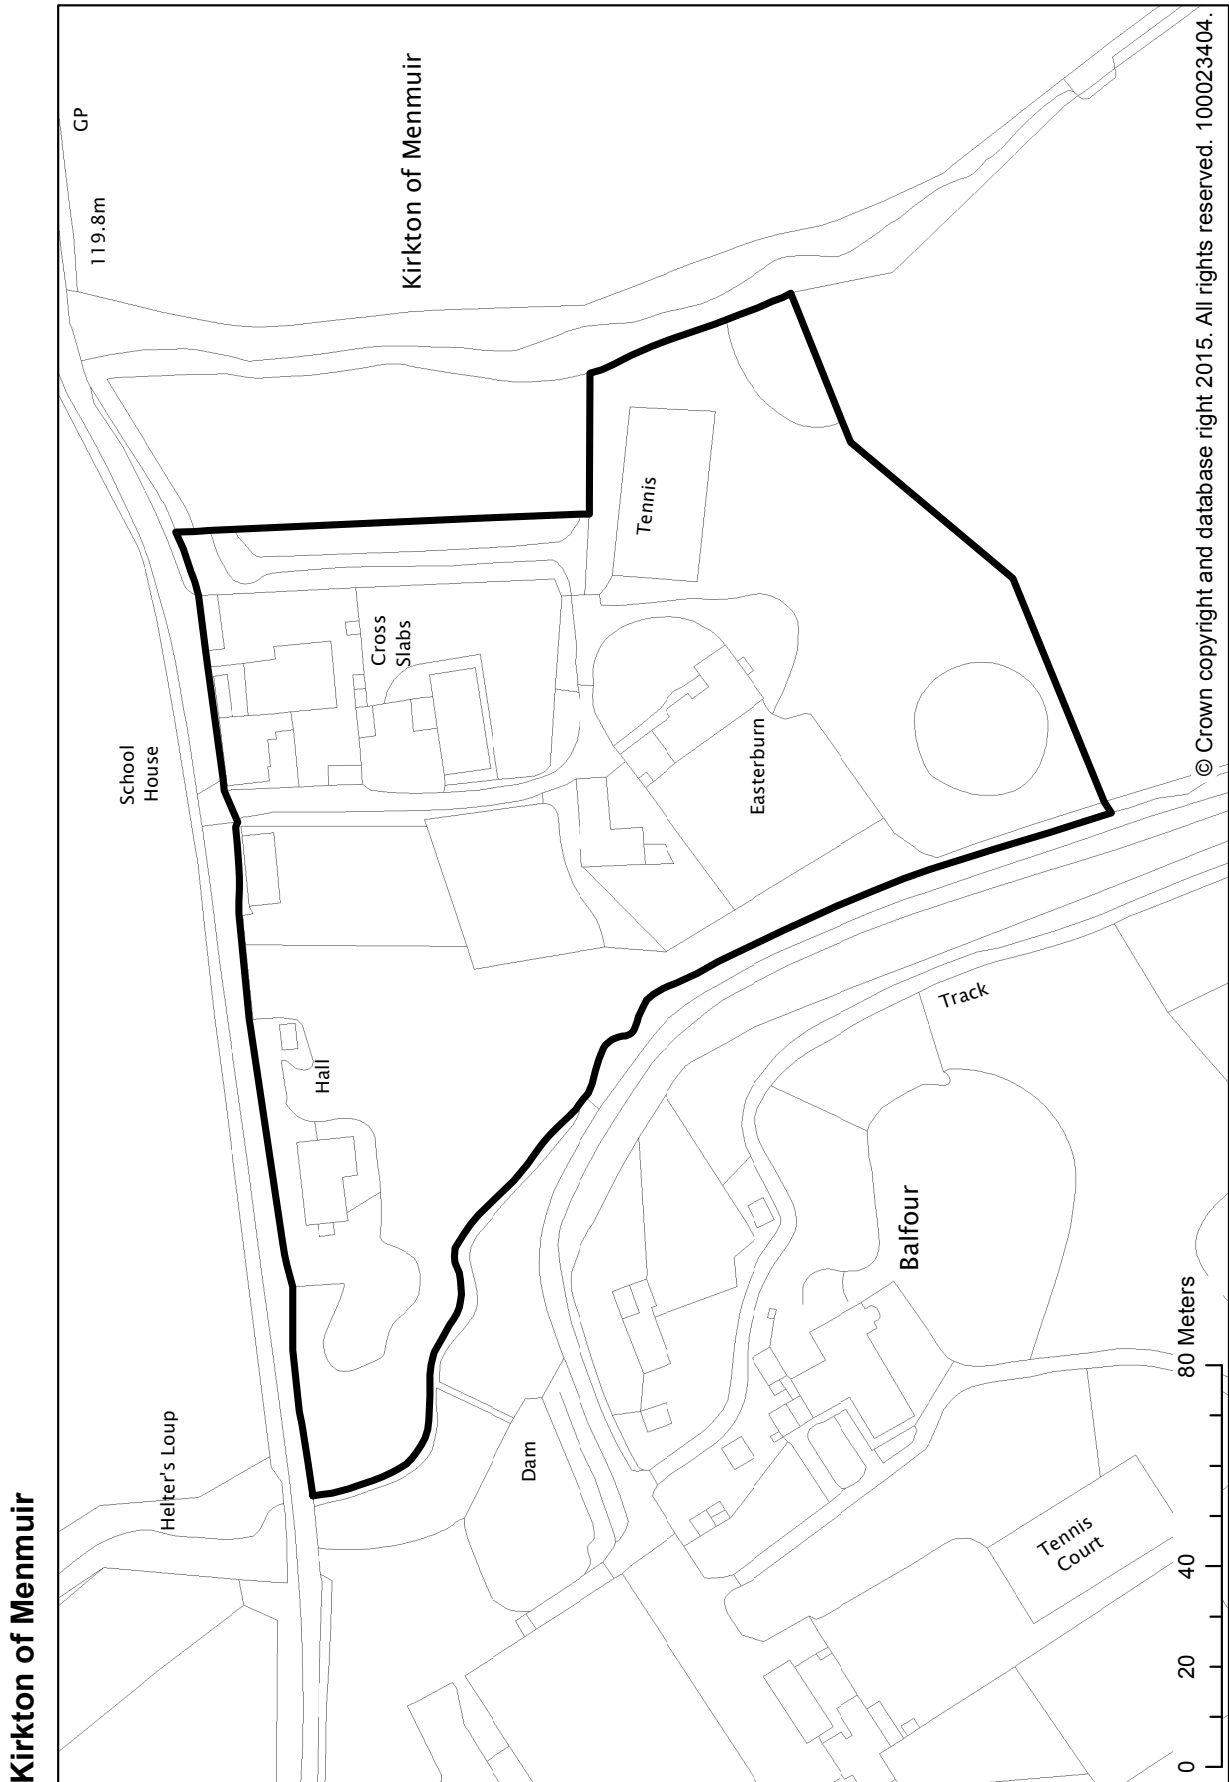 Kirkton of Menmuir
GP
119.8m
Kirkton of Menmuir
School
House
Helter's Loup
Cross
Slabs
Hall
Tennis
Easterburn
Dam
Track
Balfour
Tennis
Court
0 20 40 80 Meters
© Crown copyright and database right 2015. All rights reserved. 100023404.